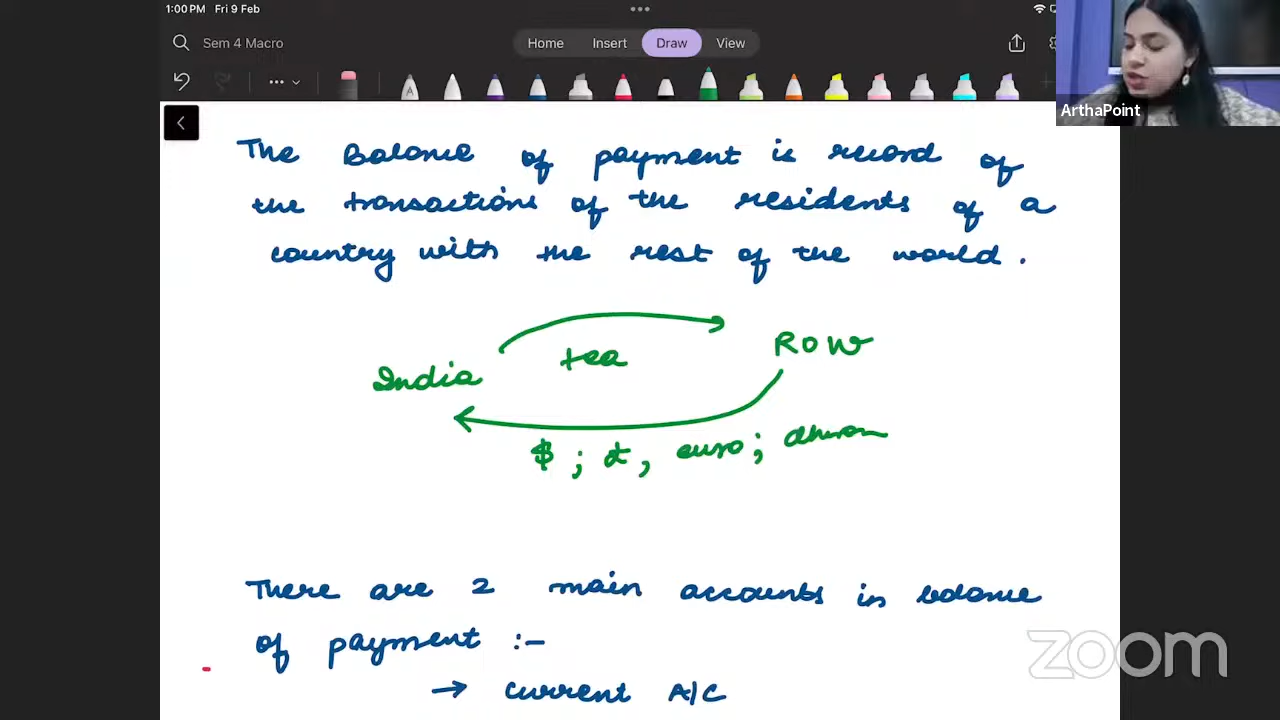 1:00 PM Fri 9 Feb
Sem 4 Macro
Home Insert Draw View
ArthaPoint
The Balance of payment is record of
the transactions of the residents of a
country with the rest of the world.
India tea ROW
$ ; £, euro;
There are 2 main accounts in balance
of payment :-
→ current A/C
zoom